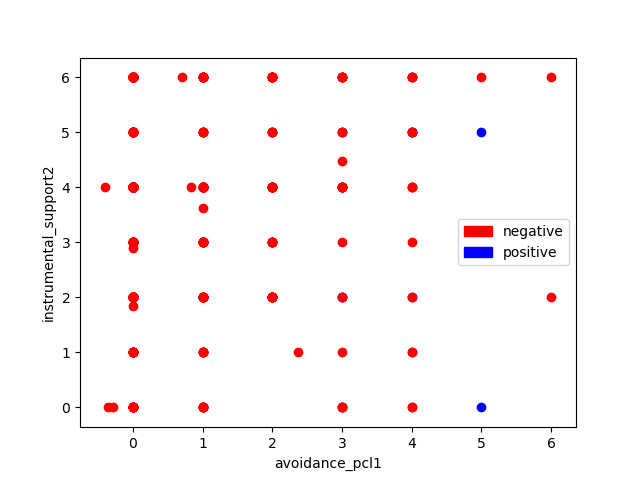 6
5
4
3
2
1
0
instrumental_support2
negative
positive
0 1 2 3 4 5 6
avoidance_pcl1